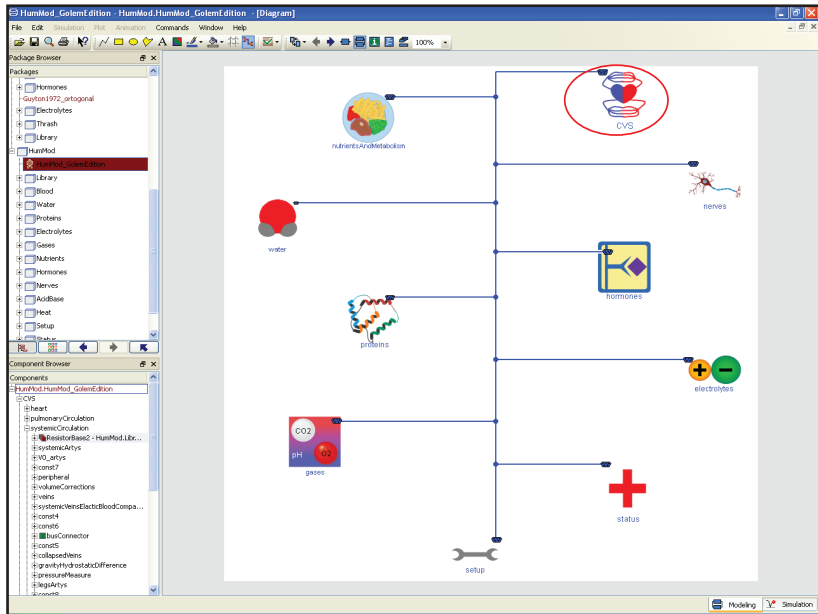 HumMod_GolemEdition - HumMod.HumMod_GolemEdition - [Diagram]
File Edit Simulation Plot Animation Commands Window Help
100%
Package Browser
Packages
Hormones
Guyton1972_ortogonal
Electrolytes
Thrash
Library
HumMod
HumMod_GolemEdition
Library
Blood
Water
Proteins
Electrolytes
Gases
Nutrients
Hormones
Nerves
AcidBase
Heat
Setup
Status
Component Browser
Components
HumMod.HumMod_GolemEdition
CVS
heart
pulmonaryCirculation
systemicCirculation
ResistorBase2 - HumMod.Libr...
systemicArtys
V0_artys
const7
peripheral
volumeCorrections
veins
systemicVeinsElacticBloodCompa...
const4
const6
busConnector
const5
collapsedVeins
gravityHydrostaticDifference
pressureMeasure
legsArtys
const8
nutrientsAndMetabolism
CVS
nerves
water
hormones
proteins
electrolytes
CO2
pH O2
gases
status
setup
Modeling Simulation